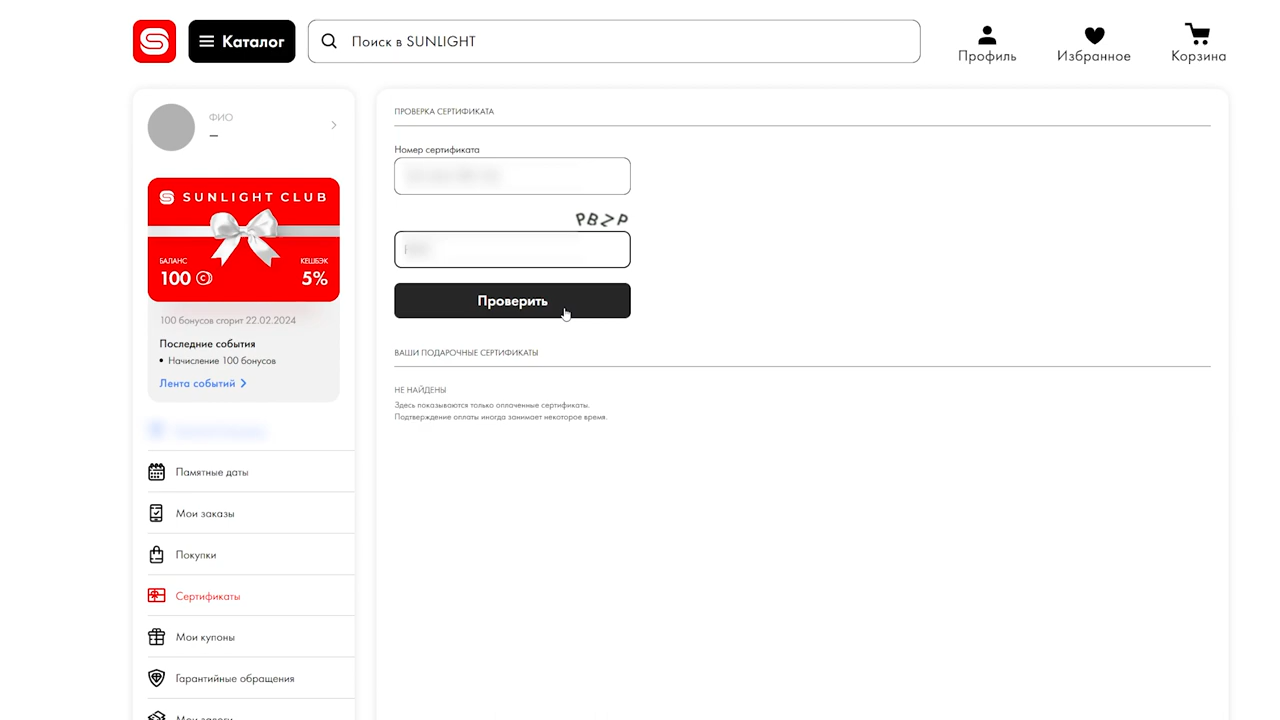 Каталог
Поиск в SUNLIGHT
Профиль
Избранное
Корзина
ФИО
—
SUNLIGHT CLUB
БАЛАНС
КЕШБЭК
100
5%
100 бонусов сгорит 22.02.2024
Последние события
• Начисление 100 бонусов
Лента событий
Памятные даты
Мои заказы
Покупки
Сертификаты
Мои купоны
Гарантийные обращения
Мои залоги
ПРОВЕРКА СЕРТИФИКАТА
Номер сертификата
PBZP
Проверить
ВАШИ ПОДАРОЧНЫЕ СЕРТИФИКАТЫ
НЕ НАЙДЕНЫ
Здесь показываются только оплаченные сертификаты.
Подтверждение оплаты иногда занимает некоторое время.